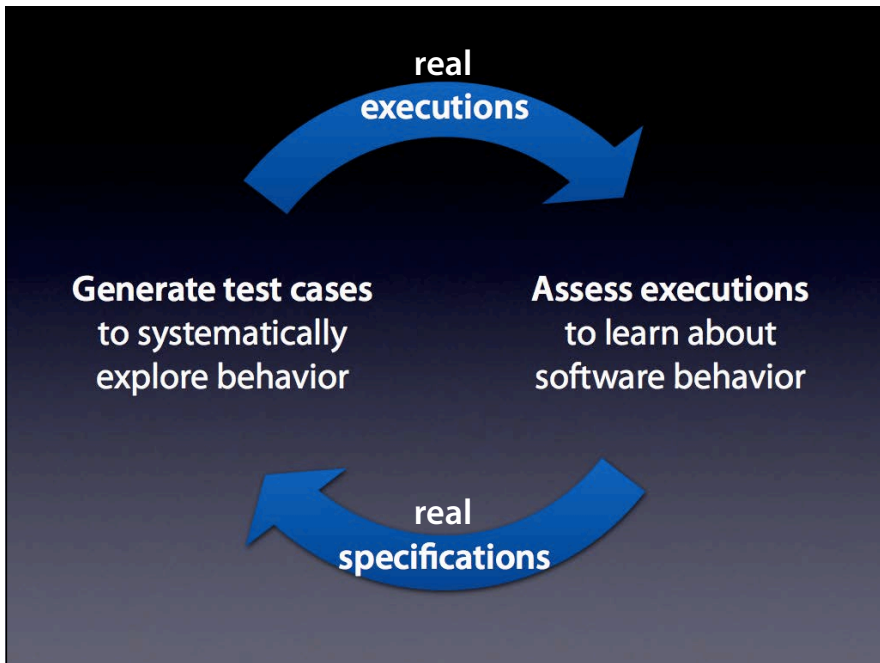 real
executions
Generate test cases
to systematically
explore behavior
Assess executions
to learn about
software behavior
real
specifications